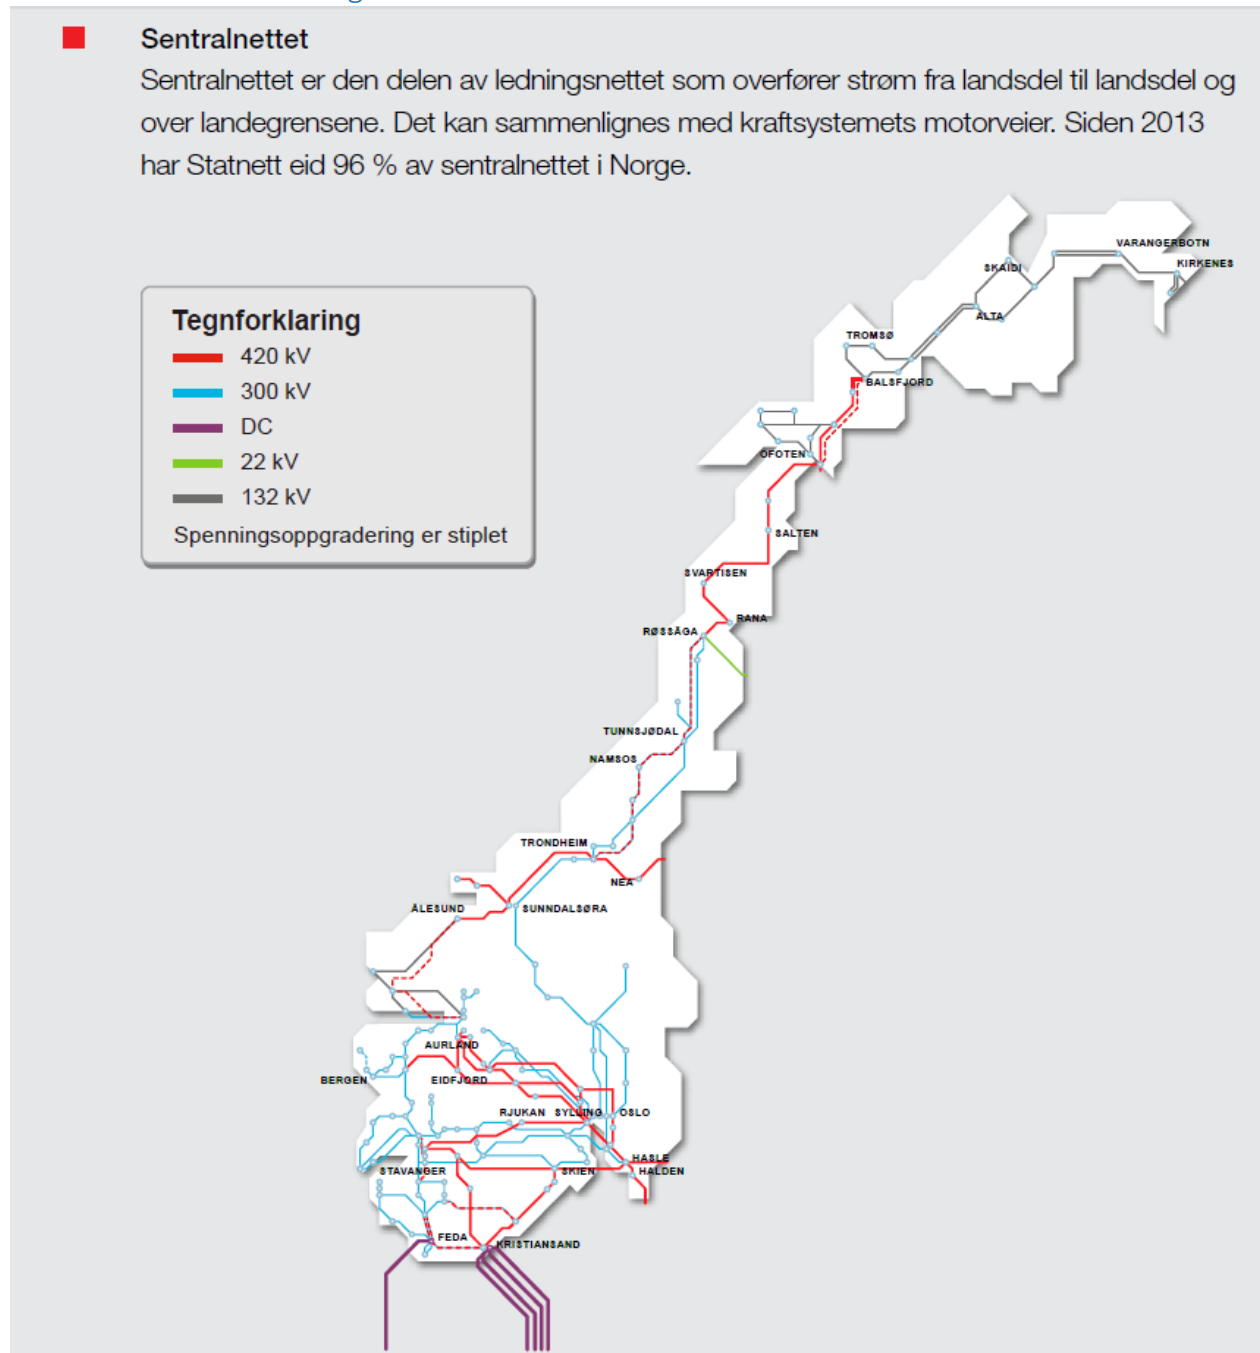 Sentralnettet
Sentralnettet er den delen av ledningsnettet som overfører strøm fra landsdel til landsdel og
over landegrensene. Det kan sammenlignes med kraftsystemets motorveier. Siden 2013
har Statnett eid 96 % av sentralnettet i Norge.
Tegnforklaring
420 kV
300 kV
DC
22 kV
132 kV
Spenningsoppgradering er stiplet
VARANGERBOTN
SKAIDI
KIRKENES
ALTA
TROMSØ
BALSFJORD
OFOTEN
SALTEN
SVARTISEN
RANA
RØSSÅGA
TUNNSJØDAL
NAMSOS
TRONDHEIM
NEA
ÅLESUND
SUNNDALSØRA
AURLAND
BERGEN
EIDFJORD
RJUKAN
SYLLING
OSLO
HASLE
STAVANGER
SKIEN
HALDEN
FEDA
KRISTIANSAND